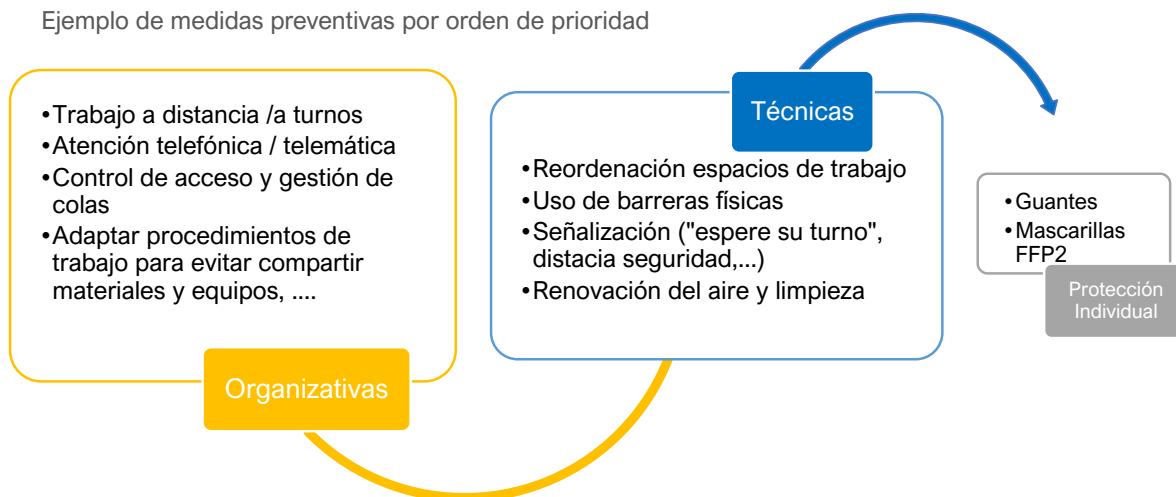 Ejemplo de medidas preventivas por orden de prioridad
•Trabajo a distancia /a turnos
•Atención telefónica / telemática
•Control de acceso y gestión de
colas
•Adaptar procedimientos de
trabajo para evitar compartir
materiales y equipos, ....
Organizativas
Técnicas
•Reordenación espacios de trabajo
•Uso de barreras físicas
•Señalización ("espere su turno",
distacia seguridad,...)
•Renovación del aire y limpieza
•Guantes
•Mascarillas
FFP2
Protección
Individual